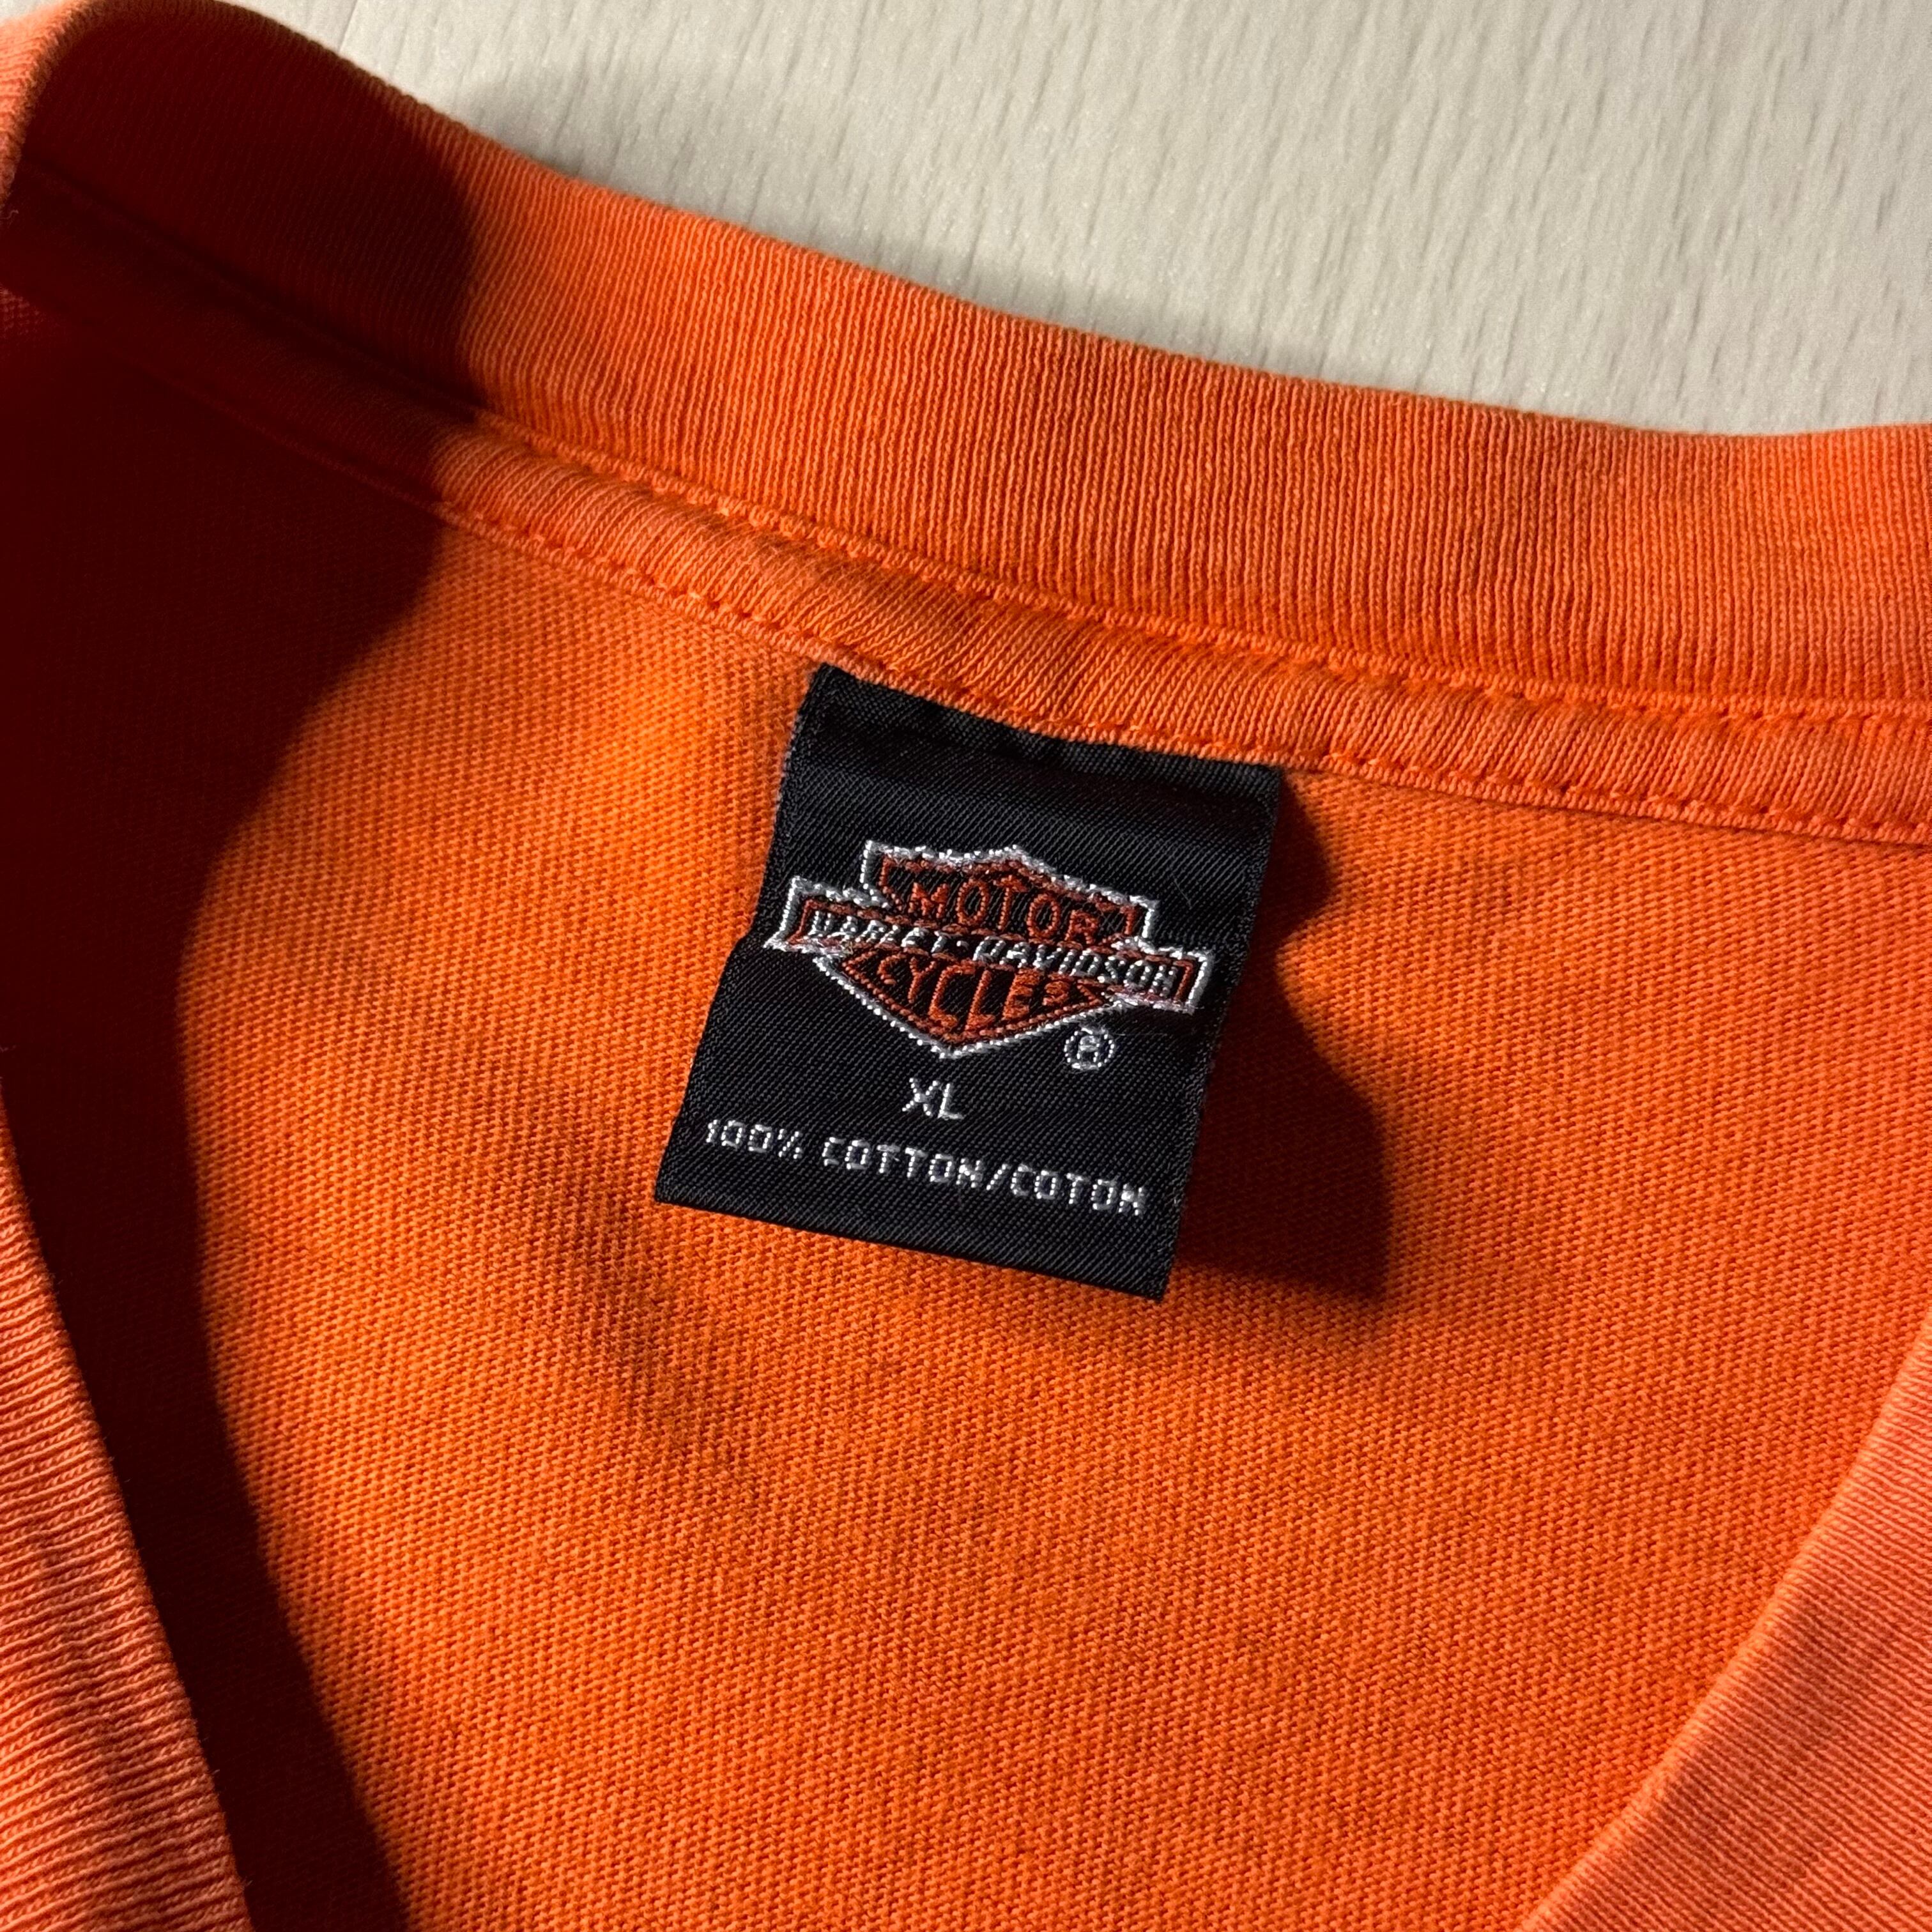 MOTOR
HARLEY-DAVIDSON
CYCLES
®
XL
100% COTTON/COTON